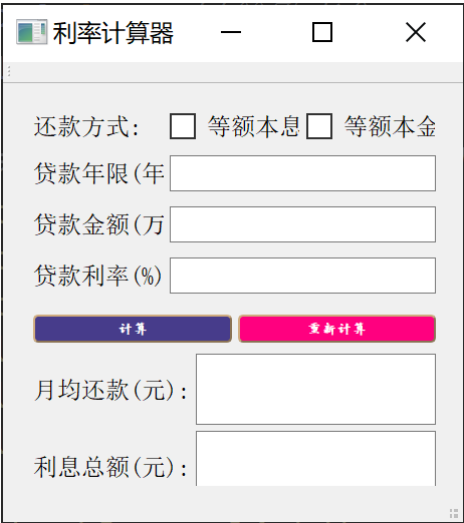 利率计算器
还款方式: 等额本息 等额本金
贷款年限(年
贷款金额(万
贷款利率(%)
计算 重新计算
月均还款(元):
利息总额(元):